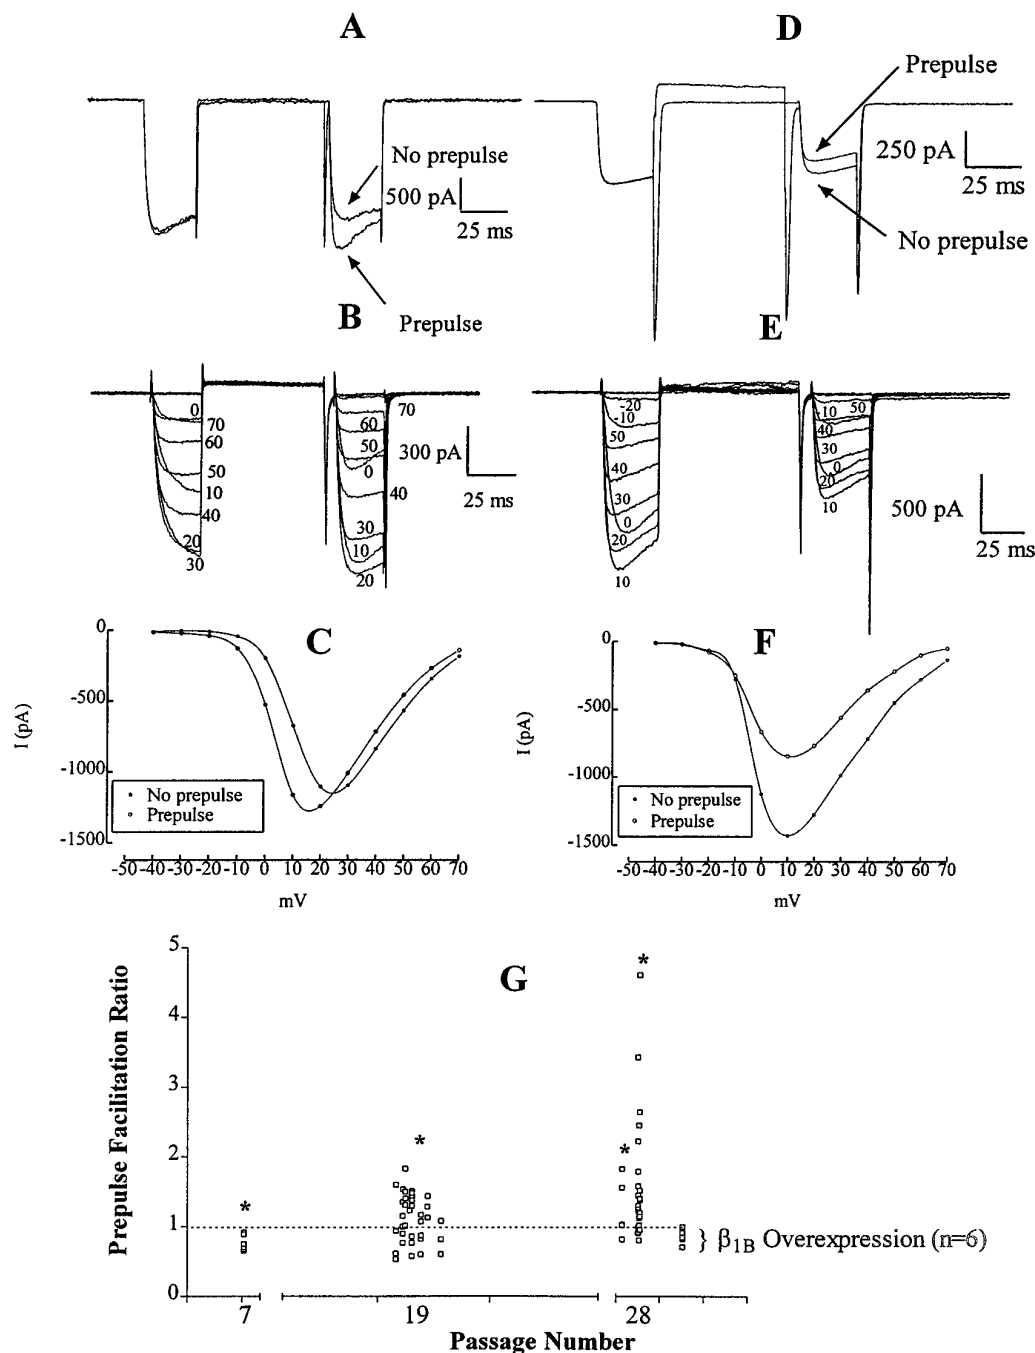 A
No prepulse
500 pA
25 ms
Prepulse
D
Prepulse
250 pA
25 ms
No prepulse
B
0
70
60
50
10
40
20
30
70
60
50
0
40
30
10
20
300 pA
25 ms
E
-20
-10
50
40
30
0
20
10
-10
50
40
30
0
20
10
500 pA
25 ms
C
0
-500
-1000
-1500
I (pA)
No prepulse
Prepulse
-50 -40 -30 -20 -10 0 10 20 30 40 50 60 70
mV
F
0
-500
-1000
-1500
I (pA)
No prepulse
Prepulse
-50 -40 -30 -20 -10 0 10 20 30 40 50 60 70
mV
G
Prepulse Facilitation Ratio
5
4
3
2
1
0
* * * *
} β1B Overexpression (n=6)
7 19 28
Passage Number